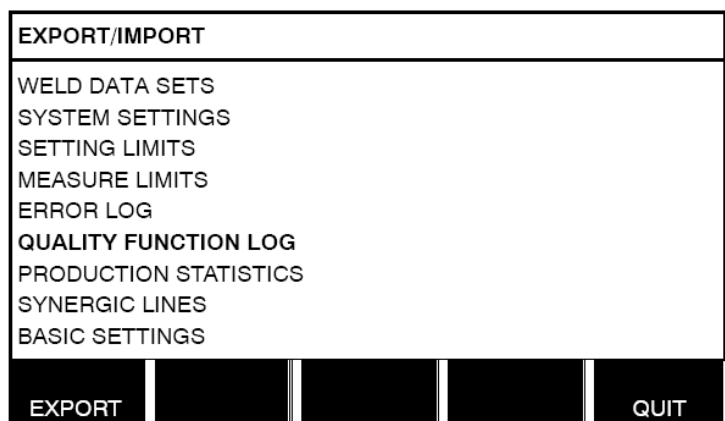 EXPORT/IMPORT
WELD DATA SETS
SYSTEM SETTINGS
SETTING LIMITS
MEASURE LIMITS
ERROR LOG
QUALITY FUNCTION LOG
PRODUCTION STATISTICS
SYNERGIC LINES
BASIC SETTINGS
EXPORT QUIT